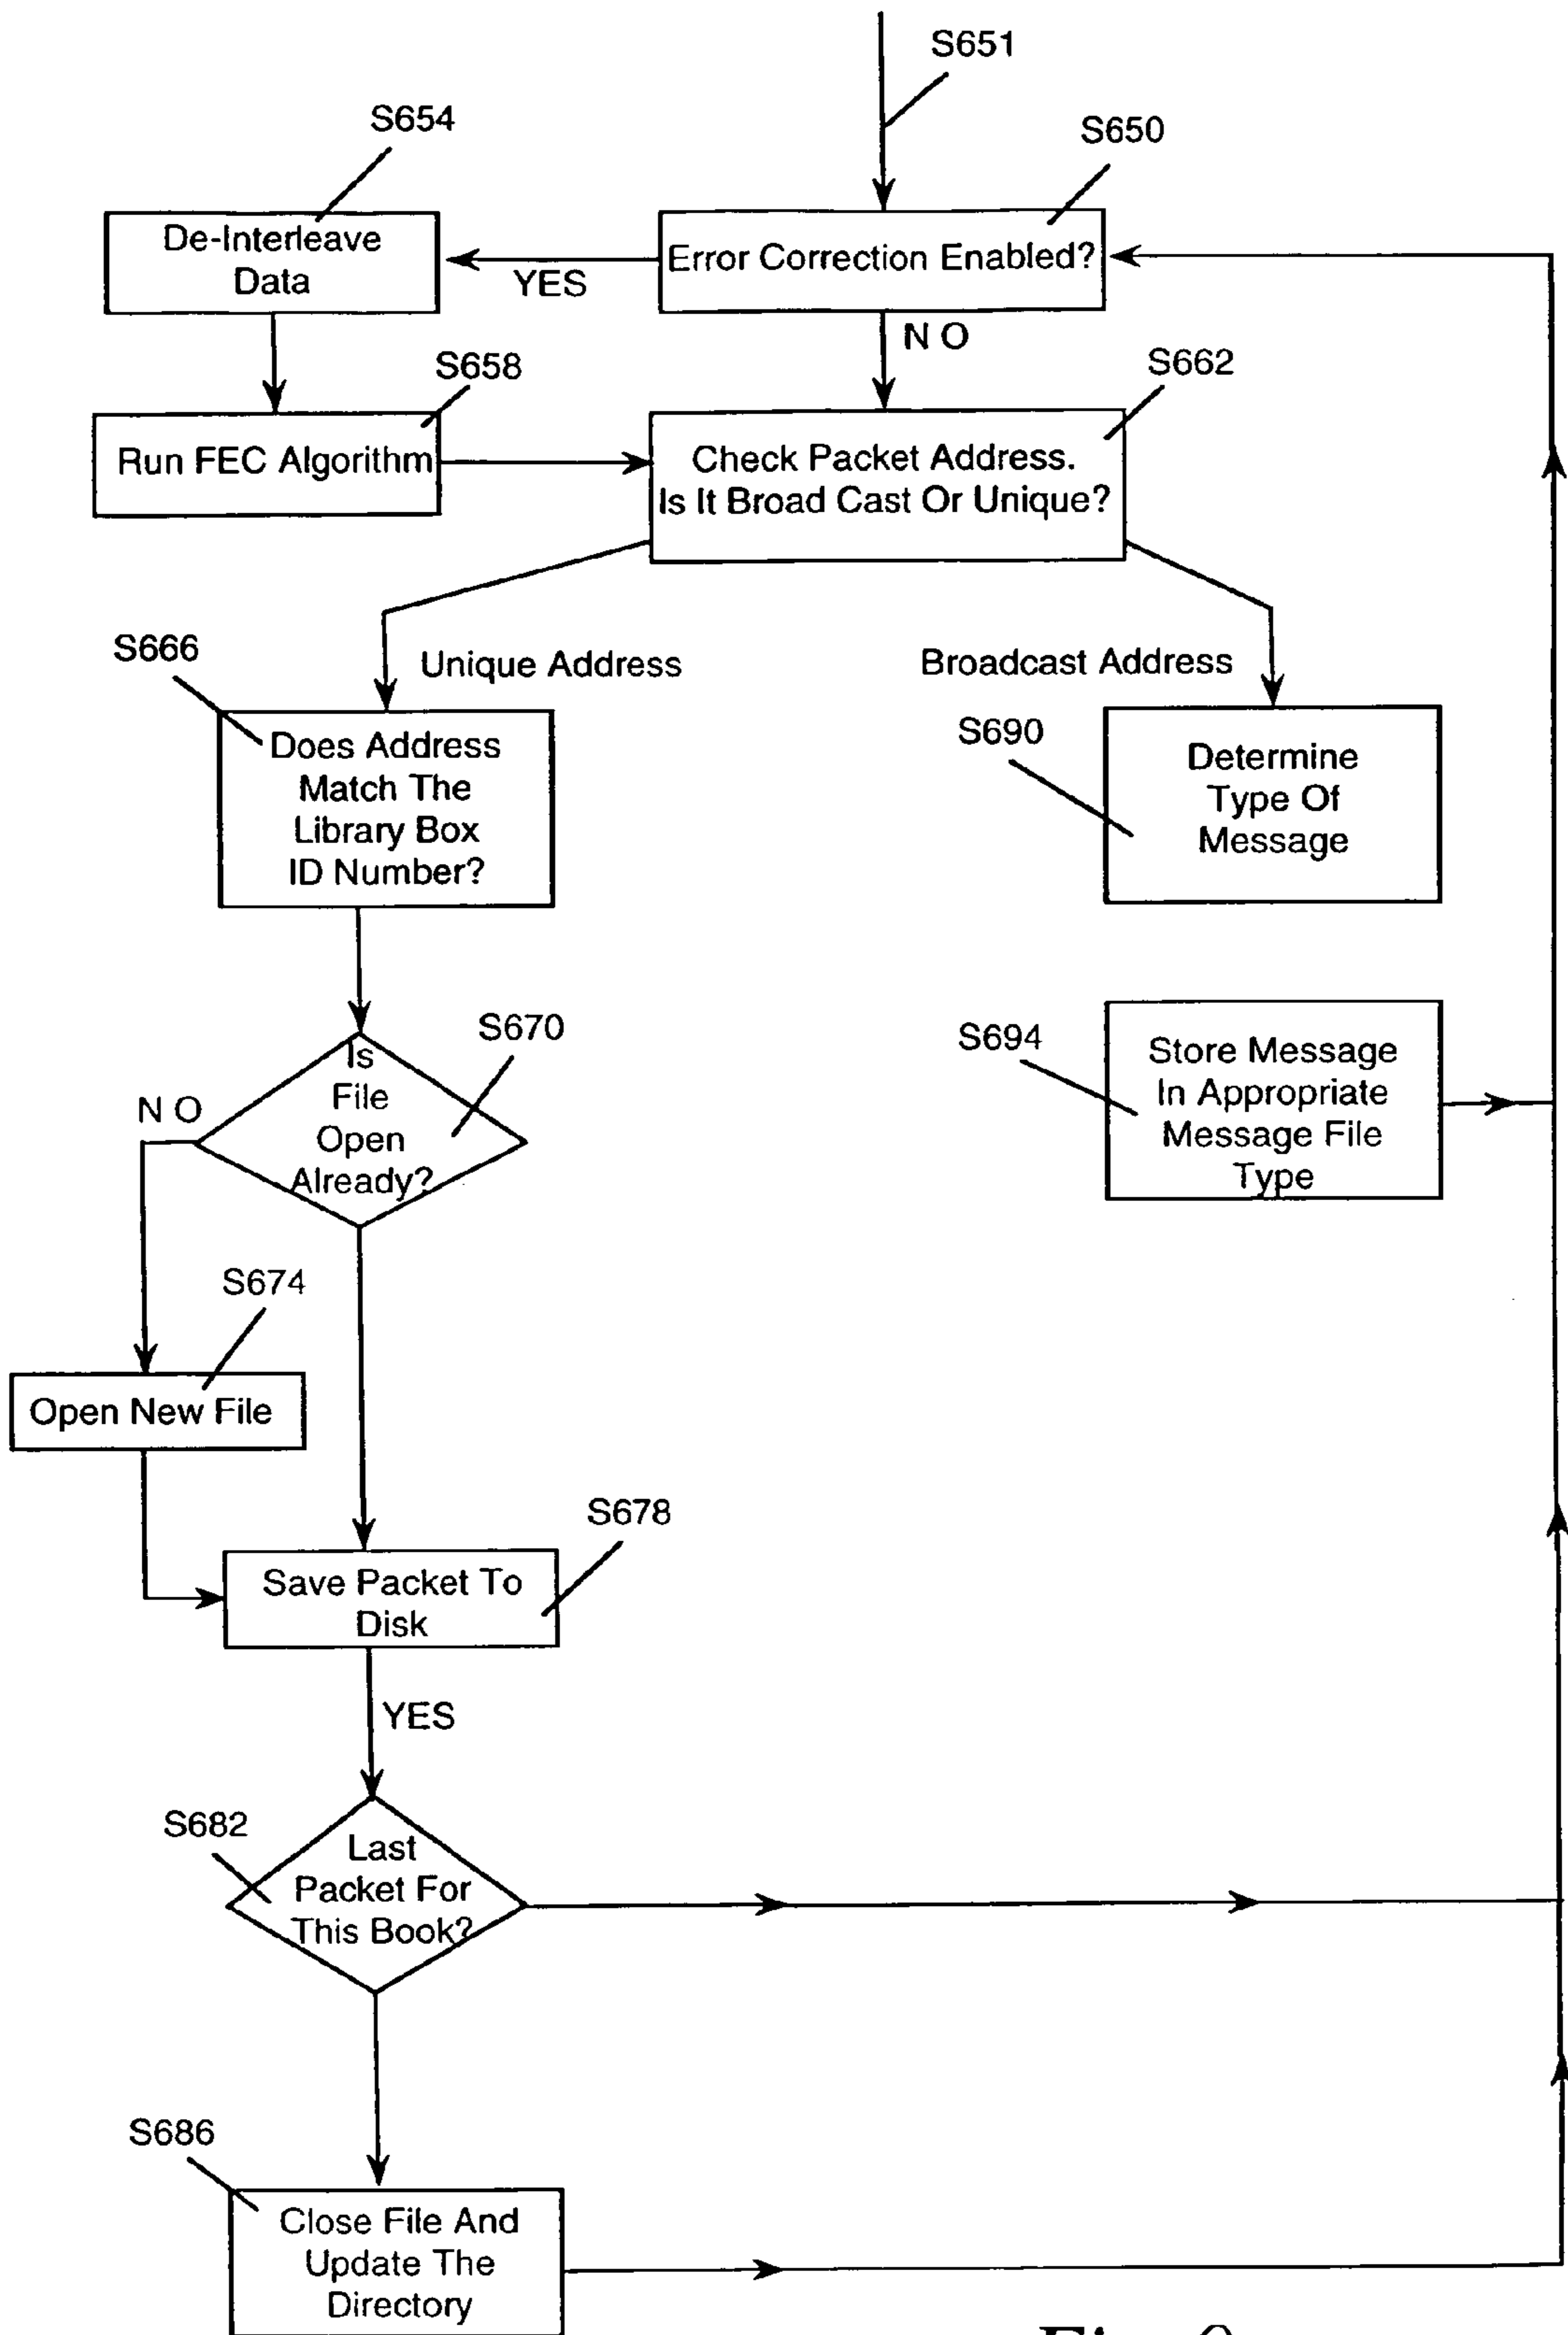 S651
S654
S650
De-Interleave
Data
YES
Error Correction Enabled?
N O
S658
S662
Run FEC Algorithm
Check Packet Address.
Is It Broad Cast Or Unique?
S666
Unique Address
Broadcast Address
Does Address
Match The
Library Box
ID Number?
S690
Determine
Type Of
Message
S670
Is
File
Open
Already?
N O
S694
Store Message
In Appropriate
Message File
Type
S674
Open New File
S678
Save Packet To
Disk
YES
S682
Last
Packet For
This Book?
S686
Close File And
Update The
Directory